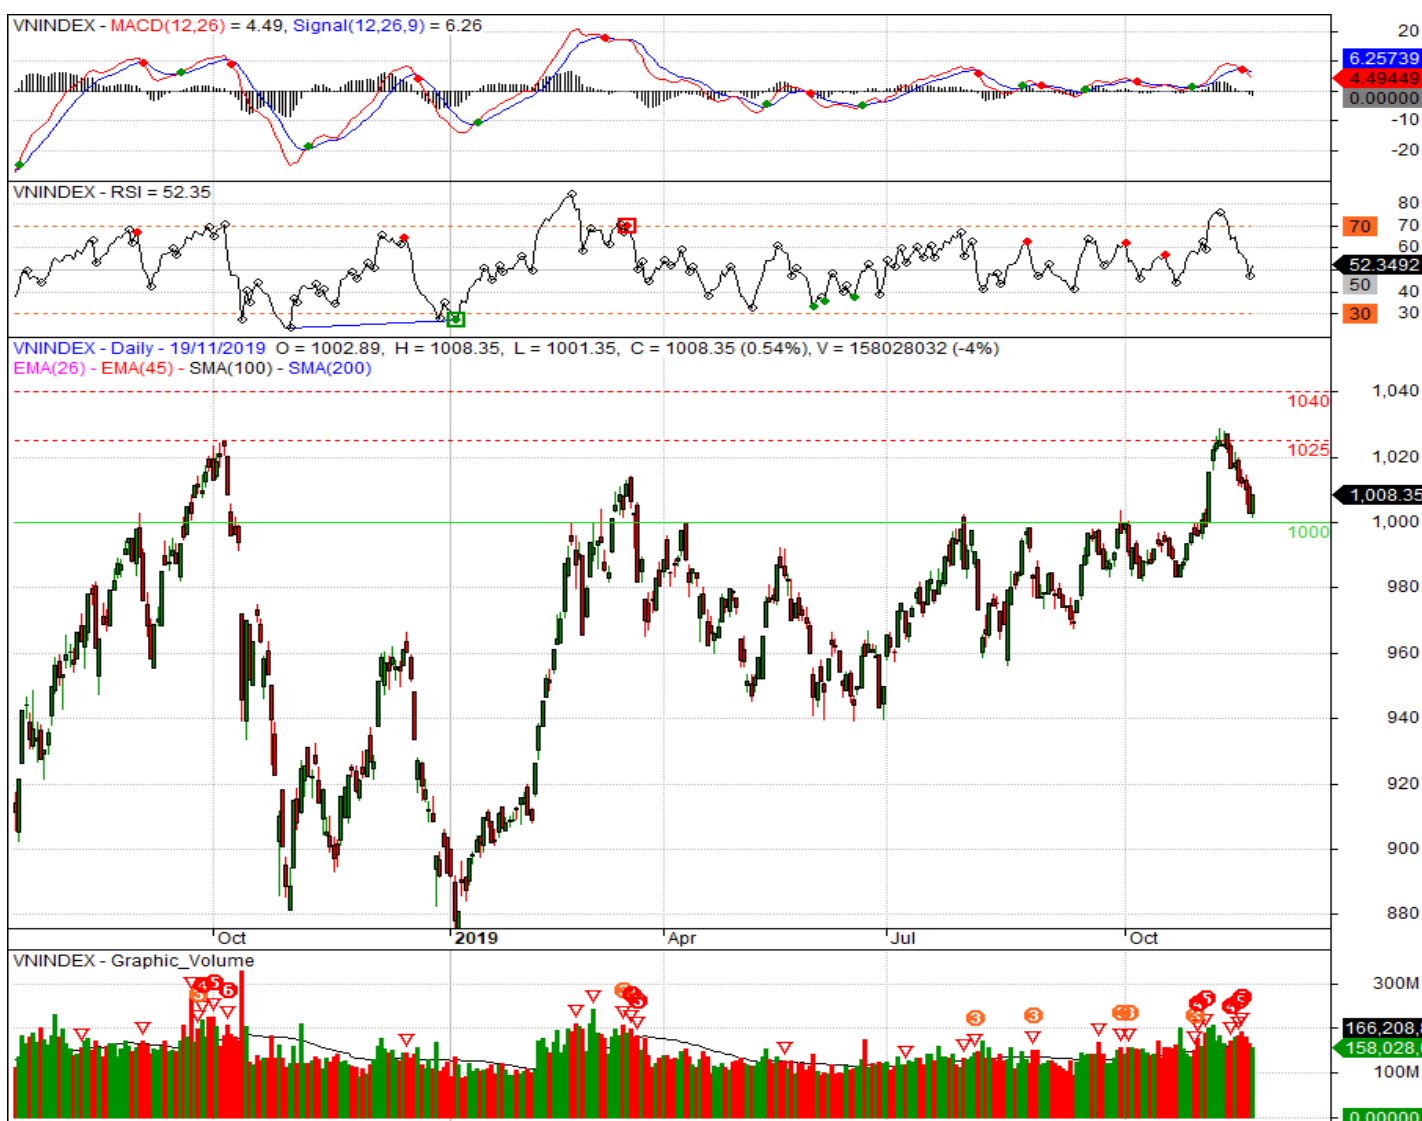 VNINDEX - MACD(12,26) = 4.49, Signal(12,26,9) = 6.26
20
6.25739
4.49449
0.00000
-10
-20
VNINDEX - RSI = 52.35
80
70
70
60
52.3492
50
40
30
30
VNINDEX - Daily - 19/11/2019 O = 1002.89, H = 1008.35, L = 1001.35, C = 1008.35 (0.54%), V = 158028032 (-4%)
EMA(26) - EMA(45) - SMA(100) - SMA(200)
1,040
1040
1025
1,020
1,008.35
1,000
1000
980
960
940
920
900
880
Oct
2019
Apr
Jul
Oct
VNINDEX - Graphic_Volume
300M
166,208,
158,028,
100M
0.00000